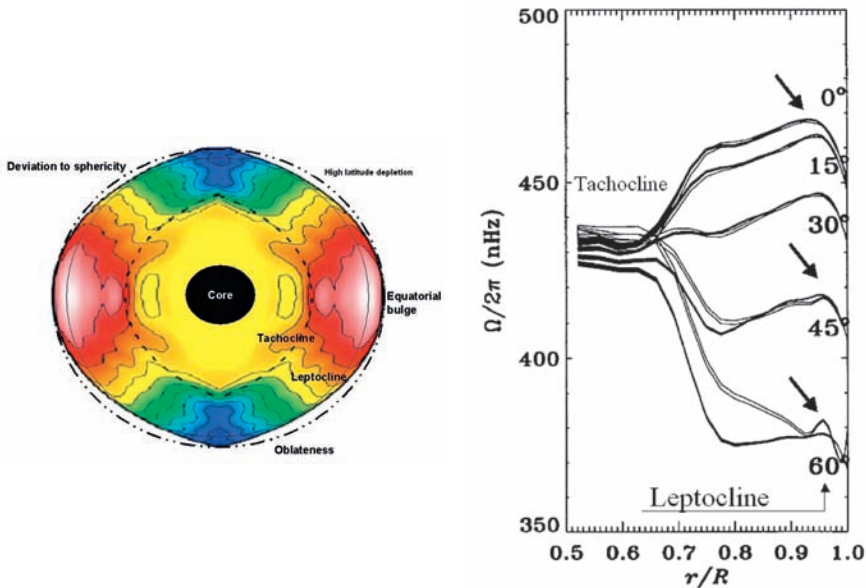 Deviation to sphericity
High latitude depletion
Core
Equatorial
bulge
Tachocline
Leptocline
Oblateness
500
450
400
350
Ω/2π (nHz)
Tachocline
0°
15°
30°
45°
60°
Leptocline
0.5 0.6 0.7 0.8 0.9 1.0
r/R